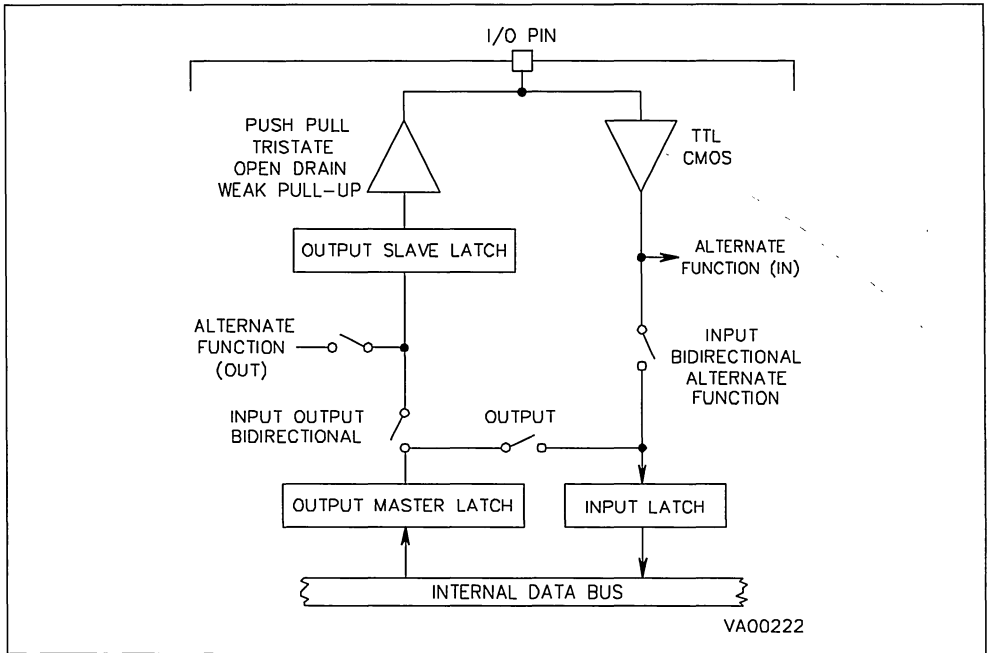 I/O PIN
PUSH PULL
TRISTATE
OPEN DRAIN
WEAK PULL-UP
TTL
CMOS
OUTPUT SLAVE LATCH
ALTERNATE
FUNCTION (IN)
ALTERNATE
FUNCTION
(OUT)
INPUT
BIDIRECTIONAL
ALTERNATE
FUNCTION
INPUT OUTPUT
BIDIRECTIONAL
OUTPUT
OUTPUT MASTER LATCH
INPUT LATCH
INTERNAL DATA BUS
VA00222